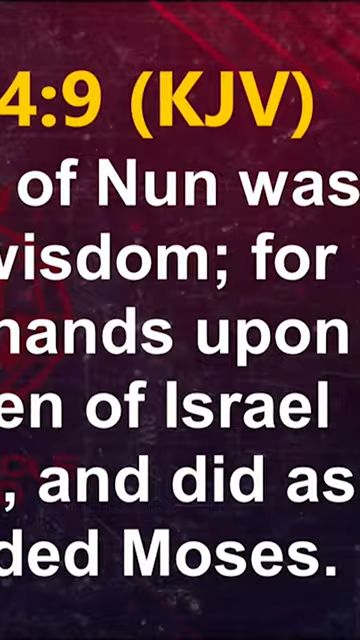 4:9 (KJV)
of Nun was
wisdom; for
hands upon
en of Israel
, and did as
ded Moses.